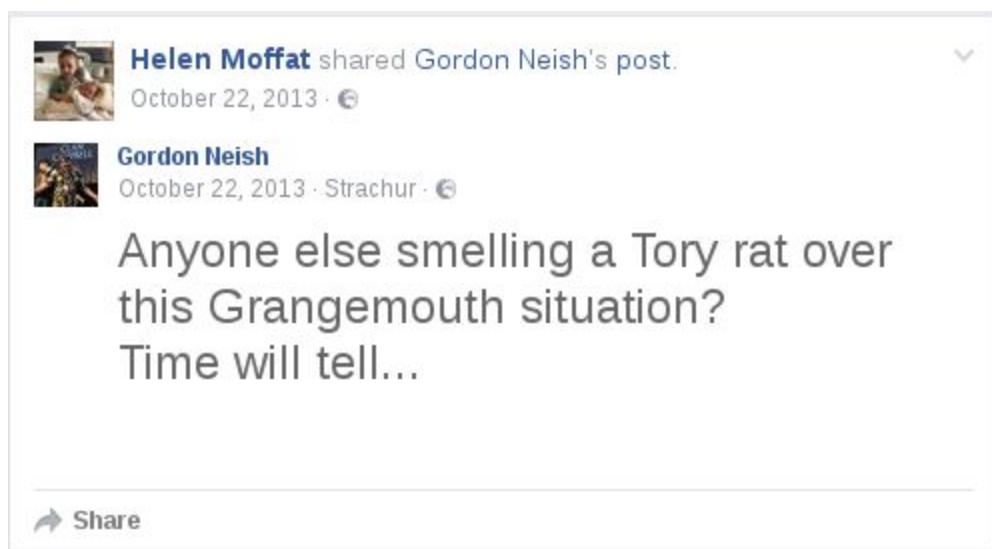 Helen Moffat shared Gordon Neish's post.
October 22, 2013 ·
Gordon Neish
October 22, 2013 · Strachur ·
Anyone else smelling a Tory rat over
this Grangemouth situation?
Time will tell...
Share